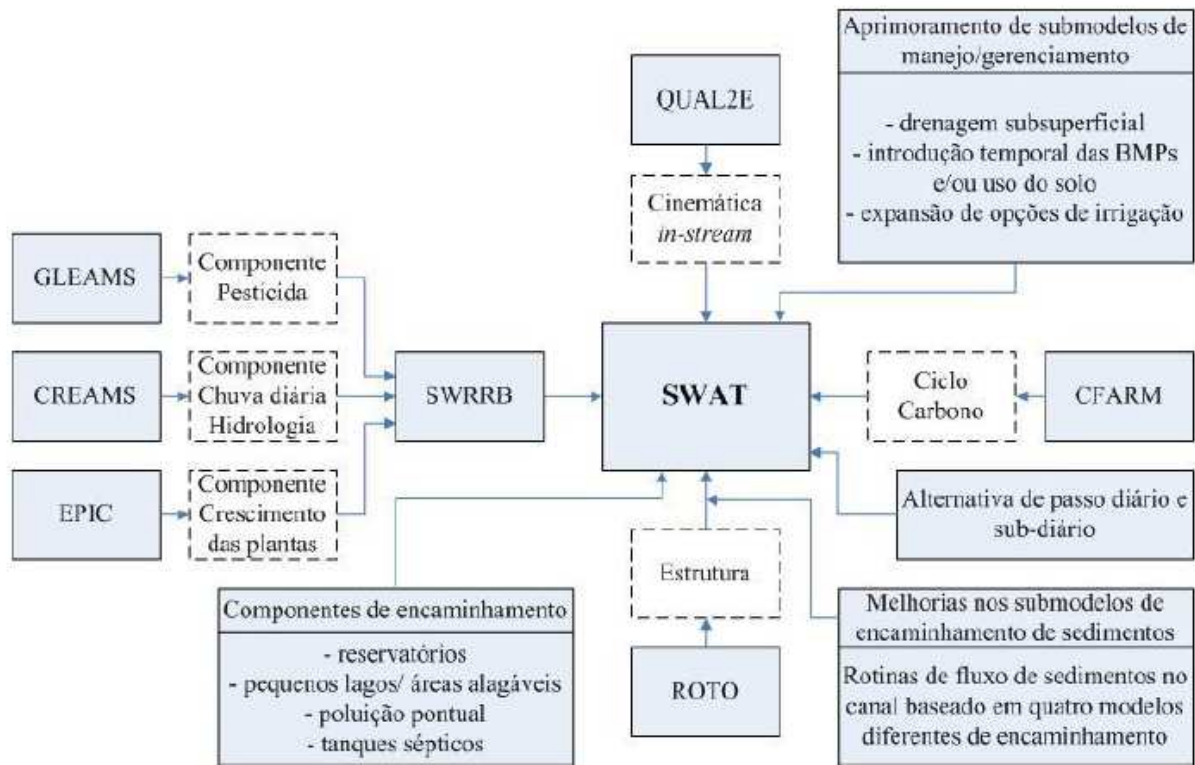 Aprimoramento de submodelos de
manejo/gerenciamento
- drenagem subsuperficial
- introdução temporal das BMPs
e/ou uso do solo
- expansão de opções de irrigação
QUAL2E
Cinemática
in-stream
GLEAMS
Componente
Pesticida
CREAMS
Componente
Chuva diária
Hidrologia
SWRRB
SWAT
Ciclo
Carbono
CFARM
EPIC
Componente
Crescimento
das plantas
Alternativa de passo diário e
sub-diário
Estrutura
ROTO
Componentes de encaminhamento
- reservatórios
- pequenos lagos/ áreas alagáveis
- poluição pontual
- tanques sépticos
Melhorias nos submodelos de
encaminhamento de sedimentos
Rotinas de fluxo de sedimentos no
canal baseado em quatro modelos
diferentes de encaminhamento